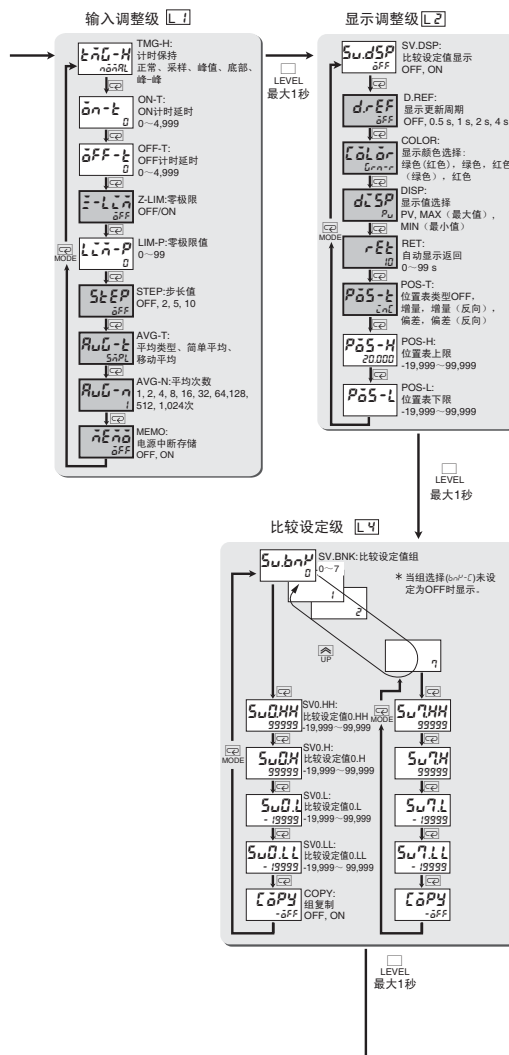 输入调整级 L1
TMG-H
NORMAL
TMG-H:
计时保持
正常、采样、峰值、底部、
峰-峰
ON-T
0
ON-T:
ON计时延时
0～4,999
OFF-T
0
OFF-T:
OFF计时延时
0～4,999
Z-LIM
OFF
Z-LIM:零极限
OFF/ON
LIM-P
0
LIM-P:零极限值
0～99
STEP
OFF
STEP:步长值
OFF, 2, 5, 10
AVG-T
SMPL
AVG-T:
平均类型、简单平均、
移动平均
AVG-N
1
AVG-N:平均次数
1, 2, 4, 8, 16, 32, 64,128,
512, 1,024次
MEMO
OFF
MEMO:
电源中断存储
OFF, ON
MODE
LEVEL
最大1秒
显示调整级 L2
SV.DSP
OFF
SV.DSP:
比较设定值显示
OFF, ON
D.REF
OFF
D.REF:
显示更新周期
OFF, 0.5 s, 1 s, 2 s, 4 s
COLOR
GRN-R
COLOR:
显示颜色选择:
绿色(红色)，绿色，红色
（绿色），红色
DISP
PV
DISP:
显示值选择
PV, MAX（最大值）,
MIN（最小值）
RET
10
RET:
自动显示返回
0～99 s
POS-T
INC
POS-T:
位置表类型OFF,
增量，增量（反向），
偏差，偏差（反向）
POS-H
20.000
POS-H:
位置表上限
-19,999～99,999
POS-L
POS-L:
位置表下限
-19,999～99,999
MODE
LEVEL
最大1秒
比较设定级 L4
SV.BNK
0
SV.BNK:比较设定值组
0～7
1
2
7
＊当组选择(BNK-C)未设
定为OFF时显示。
UP
SV0.HH
99999
SV0.HH:
比较设定值0.HH
-19,999～99,999
SV0.H
99999
SV0.H:
比较设定值0.H
-19,999～99,999
SV0.L
-19999
SV0.L:
比较设定值0.L
-19,999～99,999
SV0.LL
-19999
SV0.LL:
比较设定值0.LL
-19,999～ 99,999
COPY
-OFF
COPY:
组复制
OFF, ON
MODE
MODE
SV7.HH
99999
SV7.H
99999
SV7.L
-19999
SV7.LL
-19999
COPY
-OFF
LEVEL
最大1秒